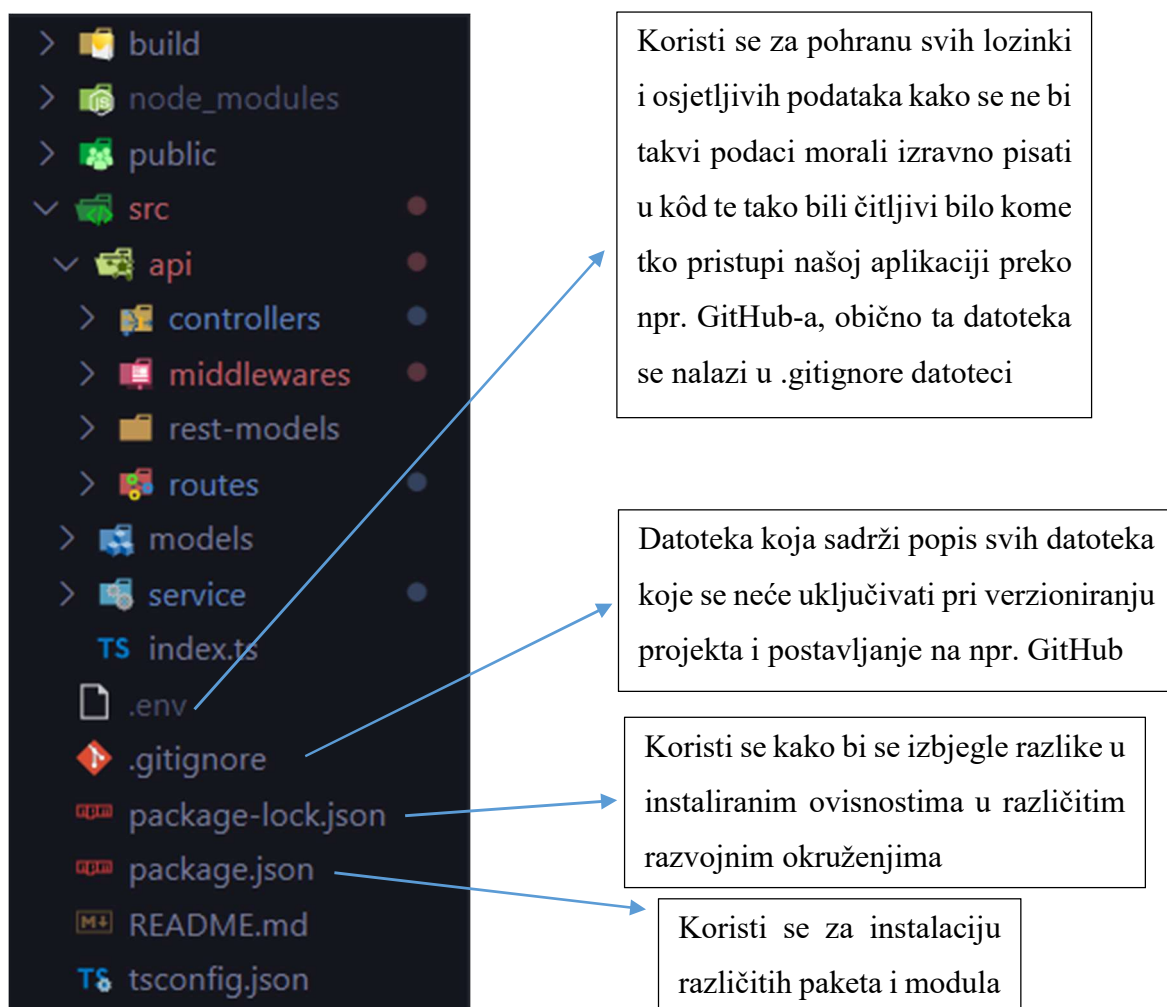 build
node_modules
public
src
api
controllers
middlewares
rest-models
routes
models
service
TS index.ts
.env
.gitignore
package-lock.json
package.json
README.md
tsconfig.json
Koristi se za pohranu svih lozinki
i osjetljivih podataka kako se ne bi
takvi podaci morali izravno pisati
u kôd te tako bili čitljivi bilo kome
tko pristupi našoj aplikaciji preko
npr. GitHub-a, obično ta datoteka
se nalazi u .gitignore datoteci
Datoteka koja sadrži popis svih datoteka
koje se neće uključivati pri verzioniranju
projekta i postavljanje na npr. GitHub
Koristi se kako bi se izbjegle razlike u
instaliranim ovisnostima u različitim
razvojnim okruženjima
Koristi se za instalaciju
različitih paketa i modula